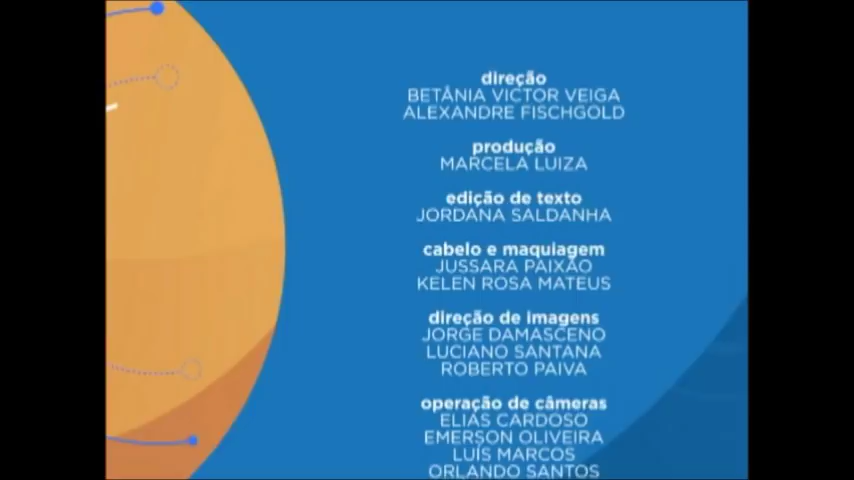 direção
BETÂNIA VICTOR VEIGA
ALEXANDRE FISCHGOLD
produção
MARCELA LUIZA
edição de texto
JORDANA SALDANHA
cabelo e maquiagem
JUSSARA PAIXÃO
KELEN ROSA MATEUS
direção de imagens
JORGE DAMASCENO
LUCIANO SANTANA
ROBERTO PAIVA
operação de câmeras
ELIAS CARDOSO
EMERSON OLIVEIRA
LUÍS MARCOS
ORLANDO SANTOS